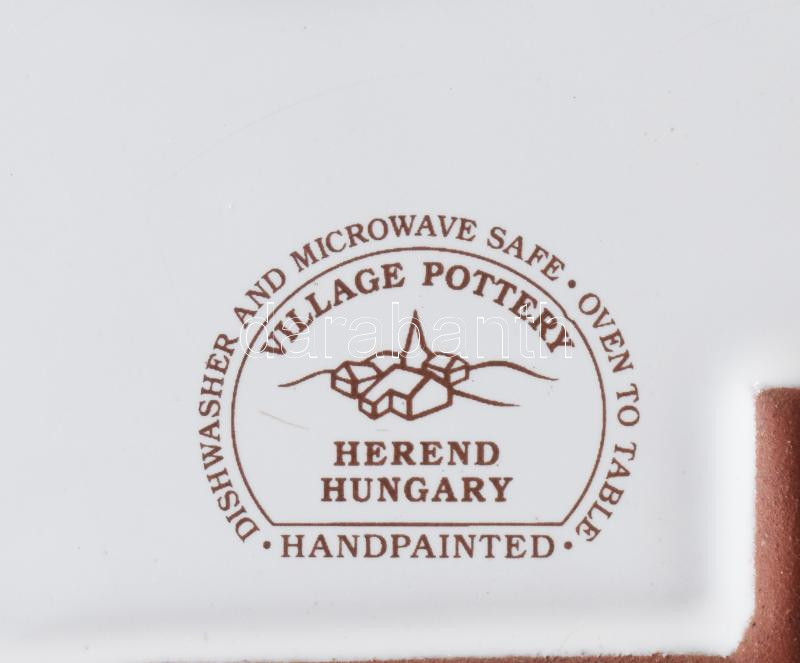 DISHWASHER AND MICROWAVE SAFE • OVEN TO TABLE
VILLAGE POTTERY
darabanth
HEREND
HUNGARY
• HANDPAINTED •